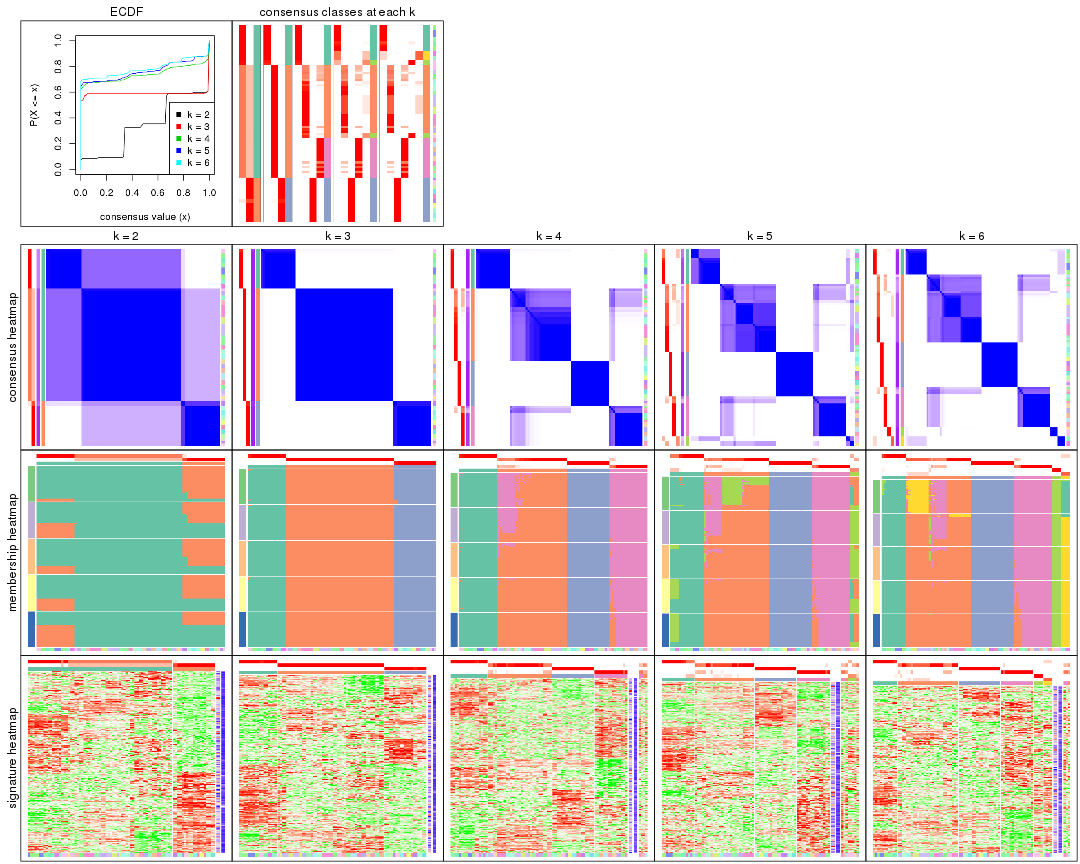 ECDF
consensus classes at each k
P(X <= x)
0.0 0.2 0.4 0.6 0.8 1.0
k = 2
k = 3
k = 4
k = 5
k = 6
0.0 0.2 0.4 0.6 0.8 1.0
consensus value (x)
k = 2
k = 3
k = 4
k = 5
k = 6
consensus heatmap
membership heatmap
signature heatmap